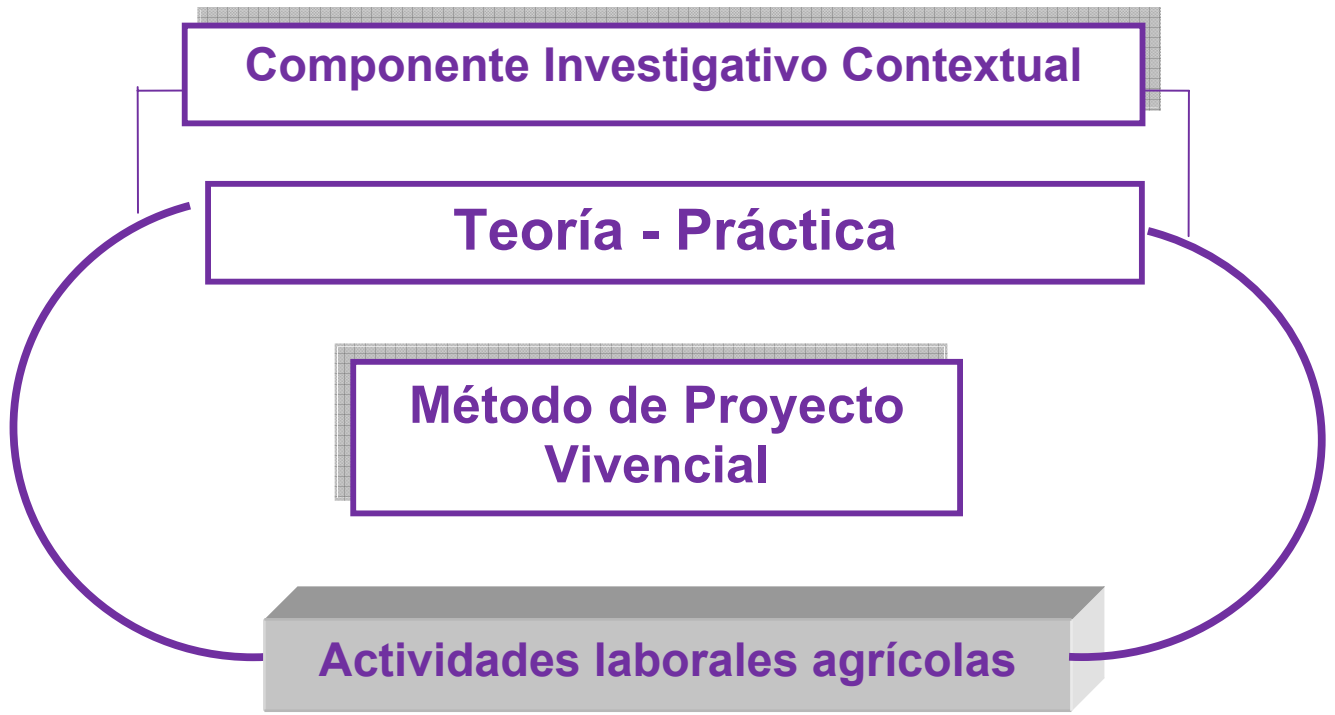 Componente Investigativo Contextual
Teoría - Práctica
Método de Proyecto
Vivencial
Actividades laborales agrícolas